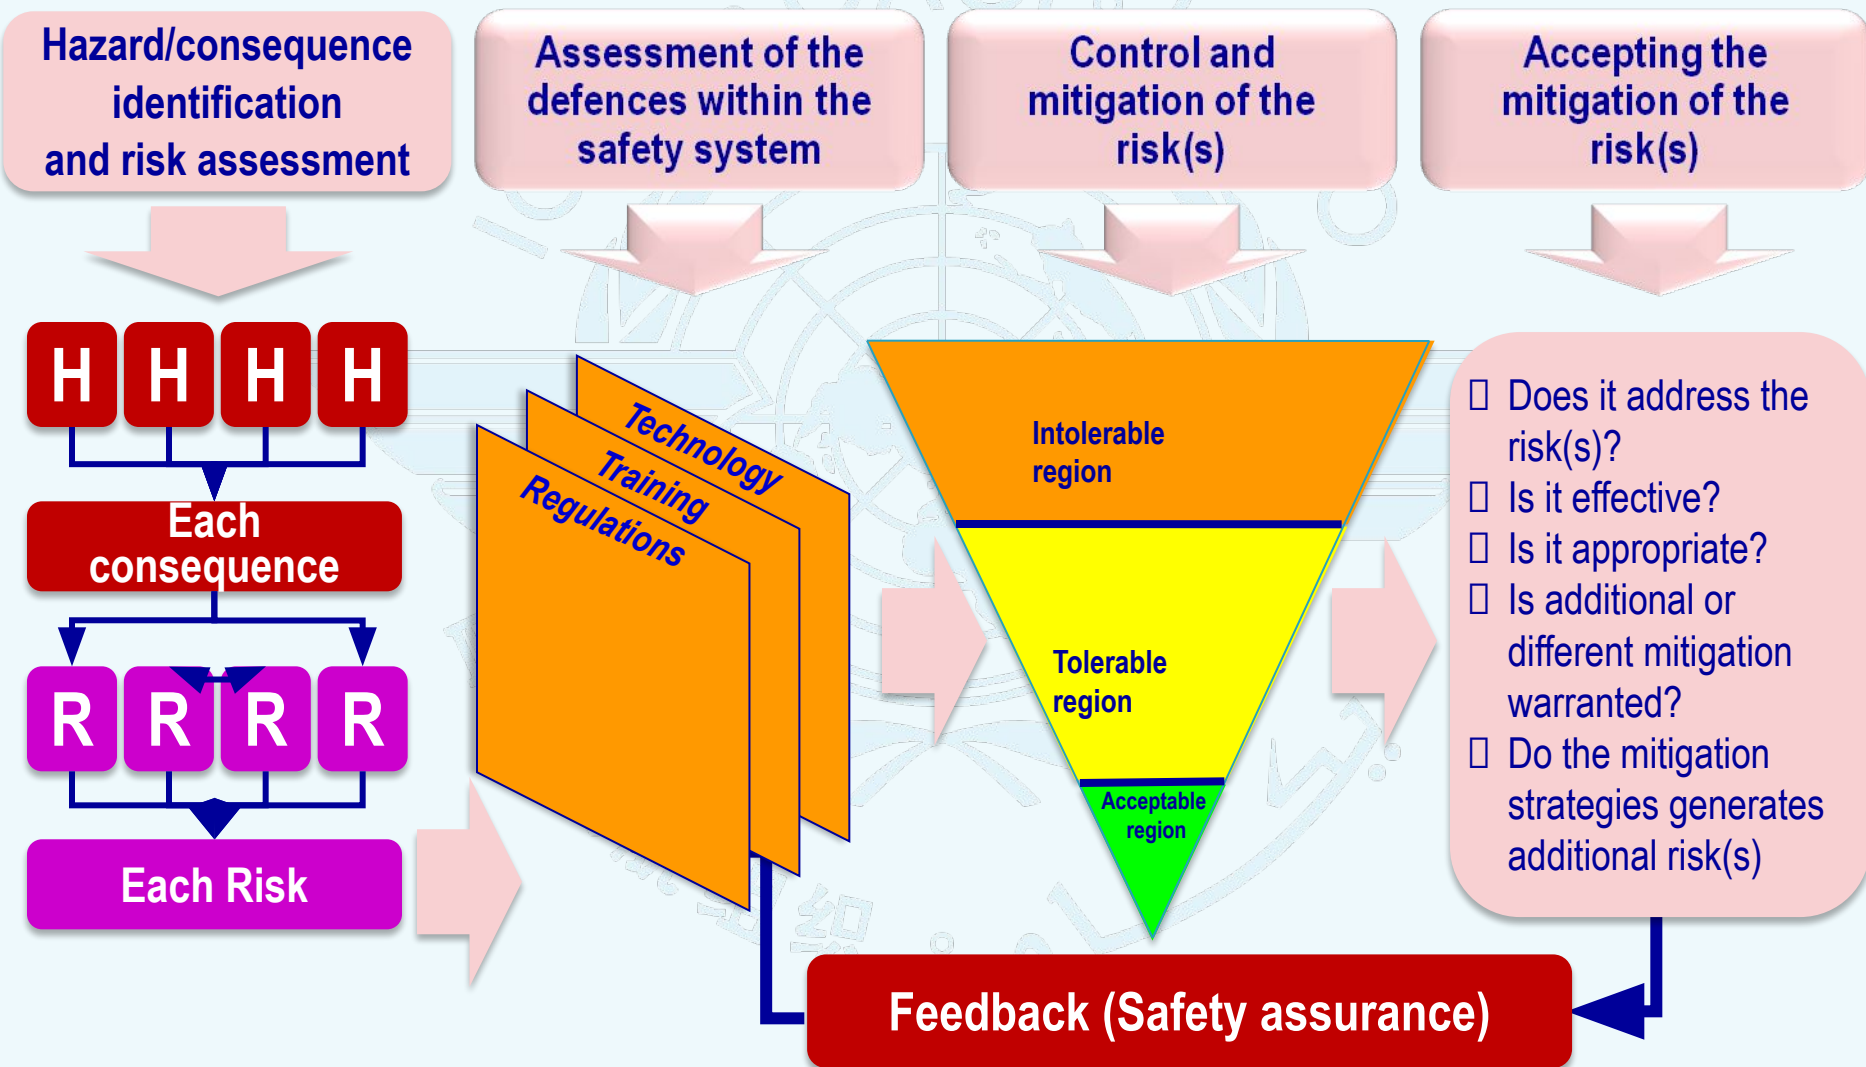 Hazard/consequence
identification
and risk assessment
Assessment of the
defences within the
safety system
Control and
mitigation of the
risk(s)
Accepting the
mitigation of the
risk(s)
H H H H
Each
consequence
R R R R
Each Risk
Technology
Training
Regulations
Intolerable
region
Tolerable
region
Acceptable
region
Does it address the
risk(s)?
Is it effective?
Is it appropriate?
Is additional or
different mitigation
warranted?
Do the mitigation
strategies generates
additional risk(s)
Feedback (Safety assurance)